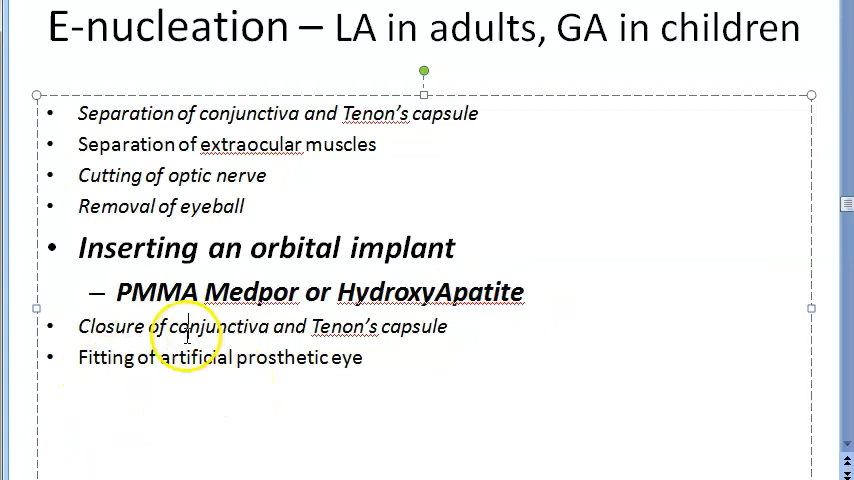 E-nucleation – LA in adults, GA in children
• Separation of conjunctiva and Tenon's capsule
• Separation of extraocular muscles
• Cutting of optic nerve
• Removal of eyeball
• Inserting an orbital implant
– PMMA Medpor or HydroxyApatite
• Closure of conjunctiva and Tenon's capsule
• Fitting of artificial prosthetic eye